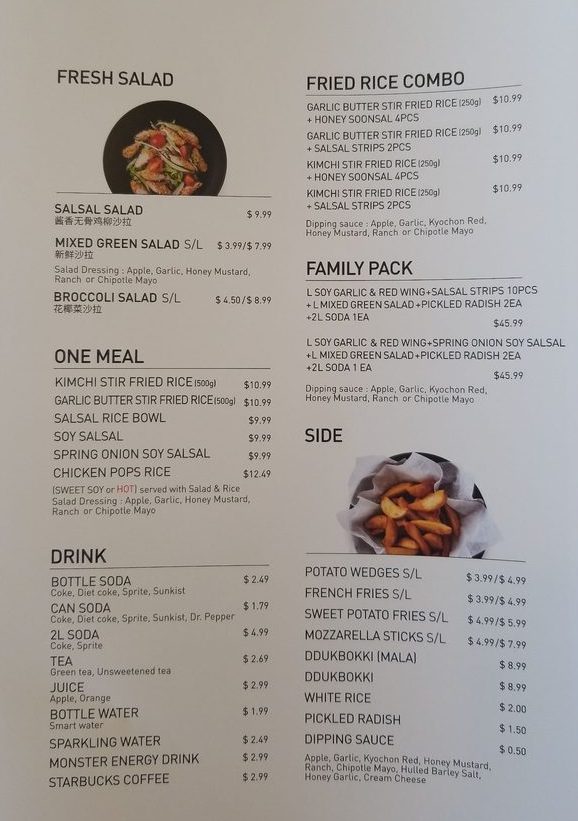 FRESH SALAD
SALSAL SALAD $ 9.99
酱香无骨鸡柳沙拉
MIXED GREEN SALAD S/L $ 3.99/$ 7.99
新鲜沙拉
Salad Dressing : Apple, Garlic, Honey Mustard,
Ranch or Chipotle Mayo
BROCCOLI SALAD S/L $ 4.50/$ 8.99
花椰菜沙拉
ONE MEAL
KIMCHI STIR FRIED RICE (500g) $10.99
GARLIC BUTTER STIR FRIED RICE (500g) $10.99
SALSAL RICE BOWL $9.99
SOY SALSAL $9.99
SPRING ONION SOY SALSAL $9.99
CHICKEN POPS RICE $12.49
(SWEET SOY or HOT) served with Salad & Rice
Salad Dressing : Apple, Garlic, Honey Mustard,
Ranch or Chipotle Mayo
DRINK
BOTTLE SODA $ 2.49
Coke, Diet coke, Sprite, Sunkist
CAN SODA $ 1.79
Coke, Diet coke, Sprite, Sunkist, Dr. Pepper
2L SODA $ 4.99
Coke, Sprite
TEA $ 2.69
Green tea, Unsweetened tea
JUICE $ 2.99
Apple, Orange
BOTTLE WATER $ 1.99
Smart water
SPARKLING WATER $ 2.49
MONSTER ENERGY DRINK $ 2.99
STARBUCKS COFFEE $ 2.99
FRIED RICE COMBO
GARLIC BUTTER STIR FRIED RICE (250g) $10.99
+ HONEY SOONSAL 4PCS
GARLIC BUTTER STIR FRIED RICE (250g) $10.99
+ SALSAL STRIPS 2PCS
KIMCHI STIR FRIED RICE (250g) $10.99
+ HONEY SOONSAL 4PCS
KIMCHI STIR FRIED RICE (250g) $10.99
+ SALSAL STRIPS 2PCS
Dipping sauce : Apple, Garlic, Kyochon Red,
Honey Mustard, Ranch or Chipotle Mayo
FAMILY PACK
L SOY GARLIC & RED WING+SALSAL STRIPS 10PCS
+ L MIXED GREEN SALAD+PICKLED RADISH 2EA
+2L SODA 1EA
$45.99
L SOY GARLIC & RED WING+SPRING ONION SOY SALSAL
+L MIXED GREEN SALAD+PICKLED RADISH 2EA
+2L SODA 1 EA
$45.99
Dipping sauce : Apple, Garlic, Kyochon Red,
Honey Mustard, Ranch or Chipotle Mayo
SIDE
POTATO WEDGES S/L $ 3.99/$ 4.99
FRENCH FRIES S/L $ 3.99/$ 4.99
SWEET POTATO FRIES S/L $ 4.99/$ 5.99
MOZZARELLA STICKS S/L $ 4.99/$ 7.99
DDUKBOKKI (MALA) $ 8.99
DDUKBOKKI $ 8.99
WHITE RICE $ 2.00
PICKLED RADISH $ 1.50
DIPPING SAUCE $ 0.50
Apple, Garlic, Kyochon Red, Honey Mustard,
Ranch, Chipotle Mayo, Hulled Barley Salt,
Honey Garlic, Cream Cheese